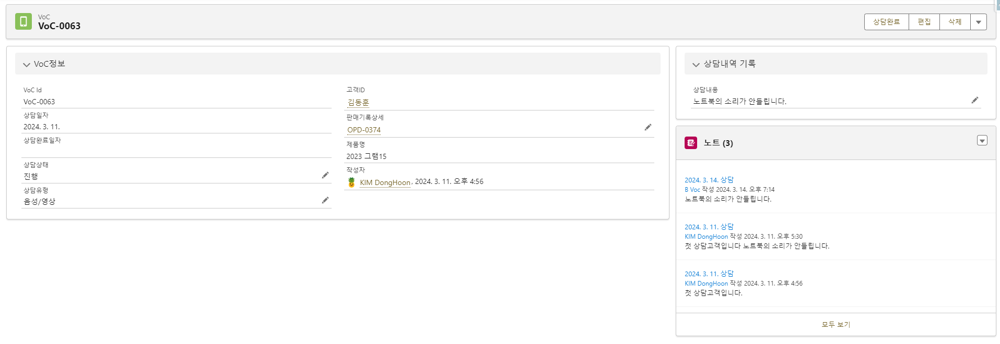 VoC
VoC-0063
상담완료
편집
삭제
VoC정보
VoC Id
VoC-0063
상담일자
2024. 3. 11.
상담완료일자
상담상태
진행
상담유형
음성/영상
고객ID
김동훈
판매기록상세
OPD-0374
제품명
2023 그램15
작성자
KIM DongHoon, 2024. 3. 11. 오후 4:56
상담내역 기록
상담내용
노트북의 소리가 안들립니다.
노트 (3)
2024. 3. 14. 상담
B Voc 작성 2024. 3. 14. 오후 7:14
노트북의 소리가 안들립니다.
2024. 3. 11. 상담
KIM DongHoon 작성 2024. 3. 11. 오후 5:30
첫 상담고객입니다 노트북의 소리가 안들립니다.
2024. 3. 11. 상담
KIM DongHoon 작성 2024. 3. 11. 오후 4:56
첫 상담고객입니다.
모두 보기